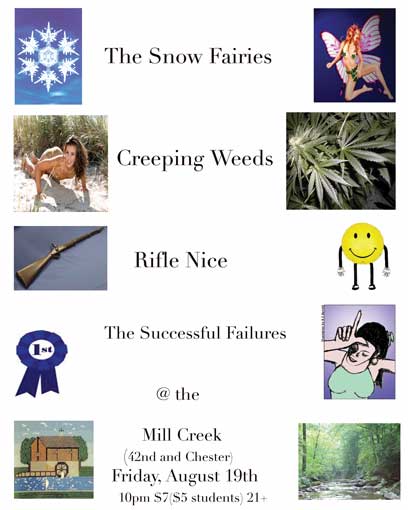 The Snow Fairies
Creeping Weeds
Rifle Nice
The Successful Failures
1st
@ the
Mill Creek
(42nd and Chester)
Friday, August 19th
10pm $7($5 students) 21+